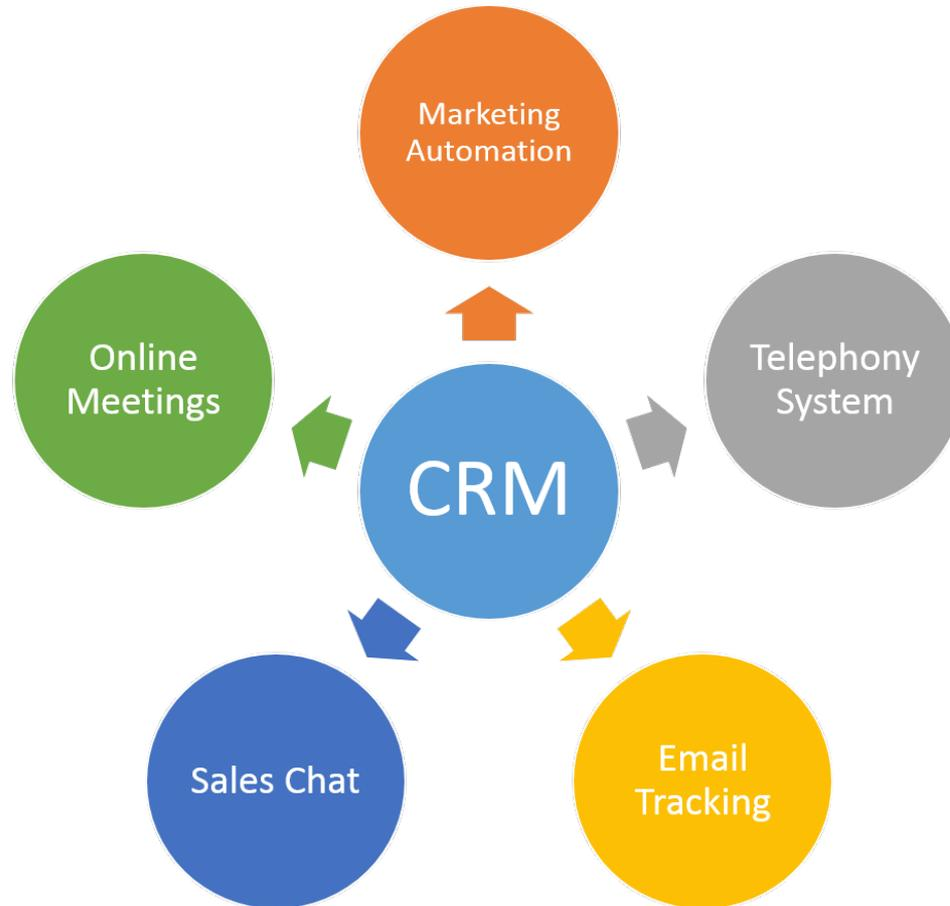 Marketing
Automation
Online
Meetings
Telephony
System
CRM
Sales Chat
Email
Tracking